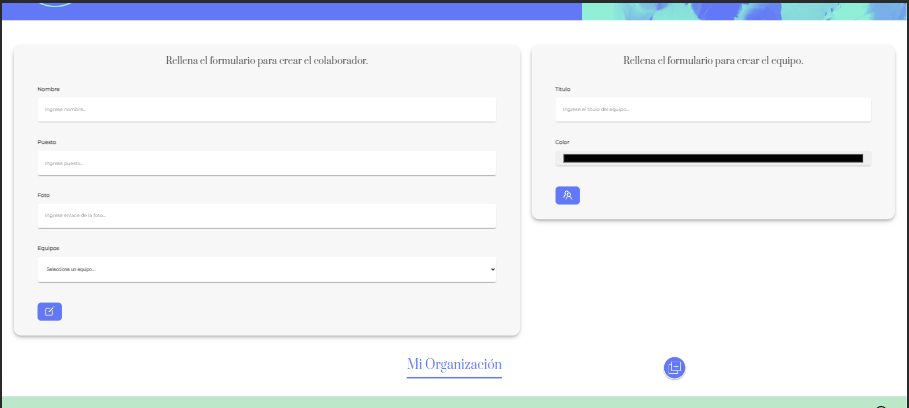 Rellena el formulario para crear el colaborador.
Nombre
Ingrese nombre...
Puesto
Ingrese puesto...
Foto
Ingrese enlace de la foto...
Equipos
Seleccione un equipo...
Rellena el formulario para crear el equipo.
Titulo
Ingrese el titulo del equipo...
Color
Mi Organización